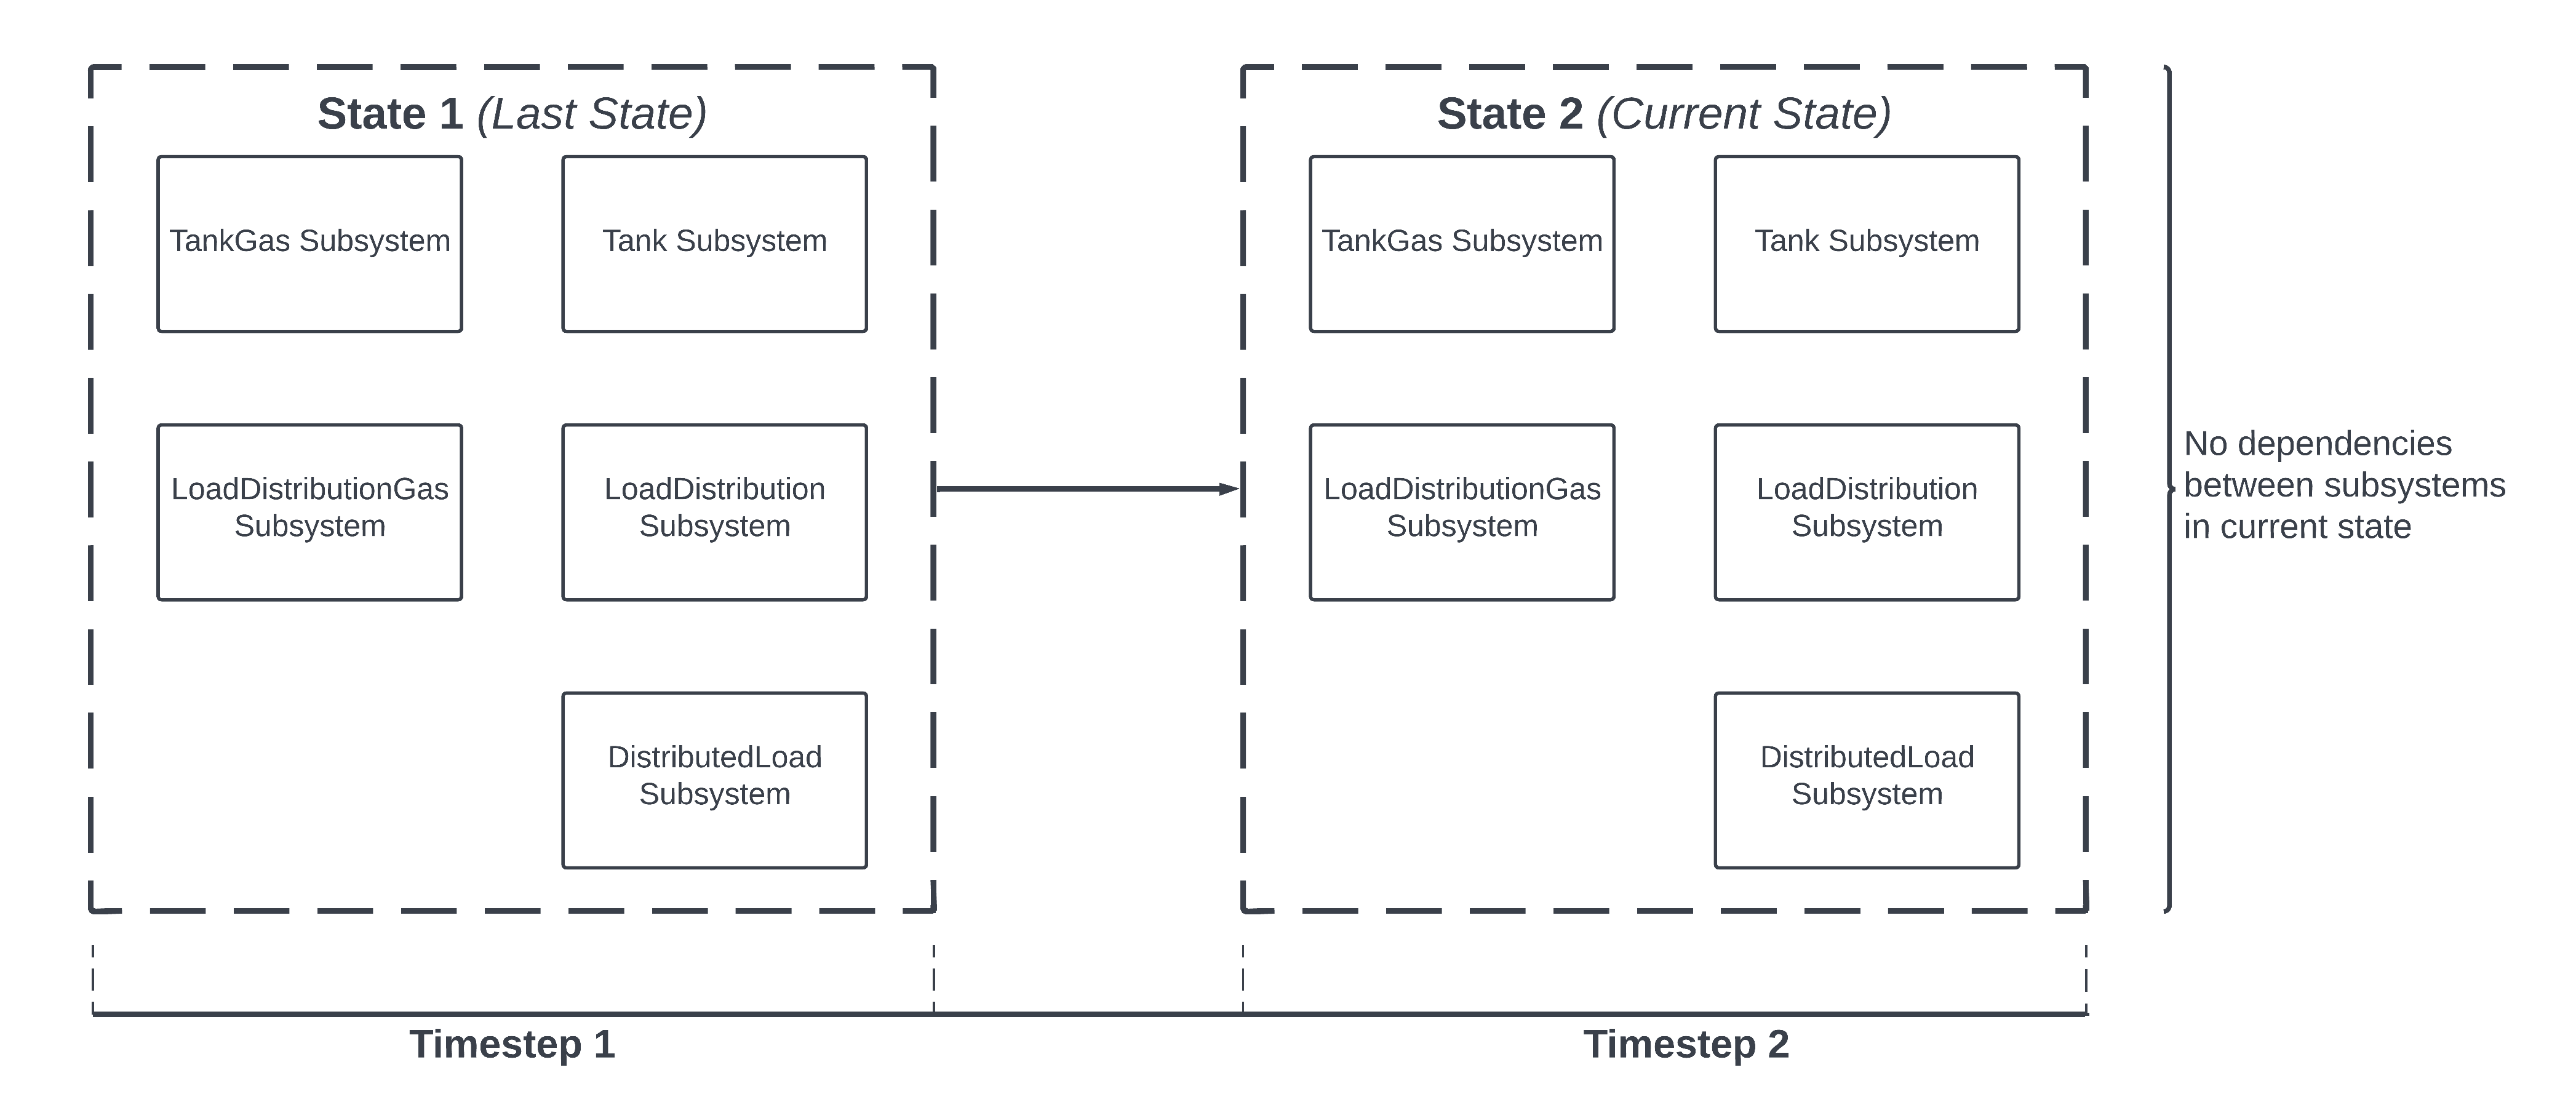 State 1 (Last State)
TankGas Subsystem
Tank Subsystem
LoadDistributionGas
Subsystem
LoadDistribution
Subsystem
DistributedLoad
Subsystem
State 2 (Current State)
TankGas Subsystem
Tank Subsystem
LoadDistributionGas
Subsystem
LoadDistribution
Subsystem
DistributedLoad
Subsystem
No dependencies
between subsystems
in current state
Timestep 1
Timestep 2